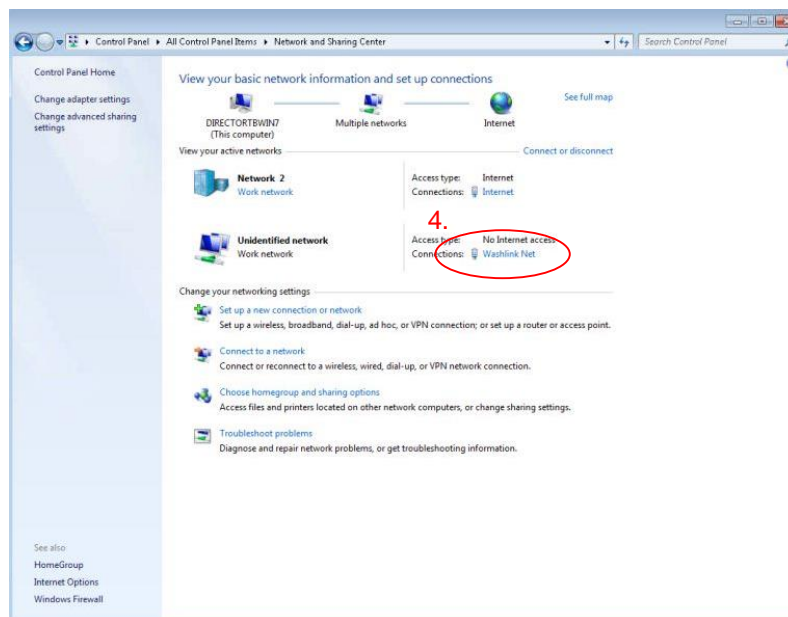 Control Panel ▸ All Control Panel Items ▸ Network and Sharing Center
Search Control Panel
Control Panel Home
Change adapter settings
Change advanced sharing
settings
View your basic network information and set up connections
See full map
DIRECTORTBWIN7
(This computer)
Multiple networks
Internet
View your active networks
Connect or disconnect
Network 2
Work network
Access type: Internet
Connections: Internet
4.
Unidentified network
Work network
Access type: No Internet access
Connections: Washlink Net
Change your networking settings
Set up a new connection or network
Set up a wireless, broadband, dial-up, ad hoc, or VPN connection; or set up a router or access point.
Connect to a network
Connect or reconnect to a wireless, wired, dial-up, or VPN network connection.
Choose homegroup and sharing options
Access files and printers located on other network computers, or change sharing settings.
Troubleshoot problems
Diagnose and repair network problems, or get troubleshooting information.
See also
HomeGroup
Internet Options
Windows Firewall